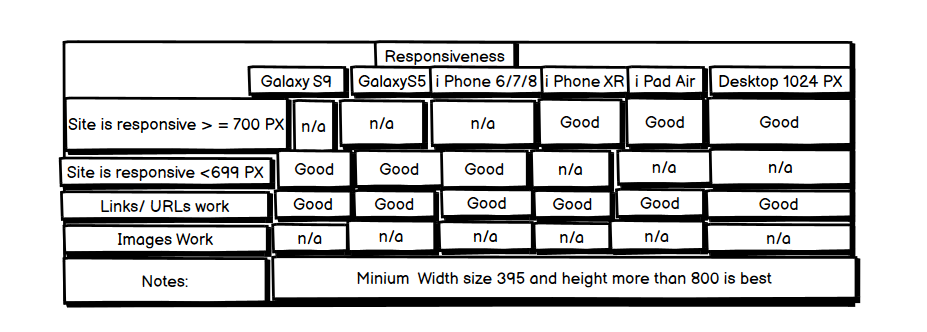 Responsiveness
Galaxy S9 GalaxyS5 i Phone 6/7/8 i Phone XR i Pad Air Desktop 1024 PX
Site is responsive > = 700 PX n/a n/a n/a Good Good Good
Site is responsive <699 PX Good Good Good n/a n/a n/a
Links/ URLs work Good Good Good Good Good Good
Images Work n/a n/a n/a n/a n/a n/a
Notes: Minium Width size 395 and height more than 800 is best